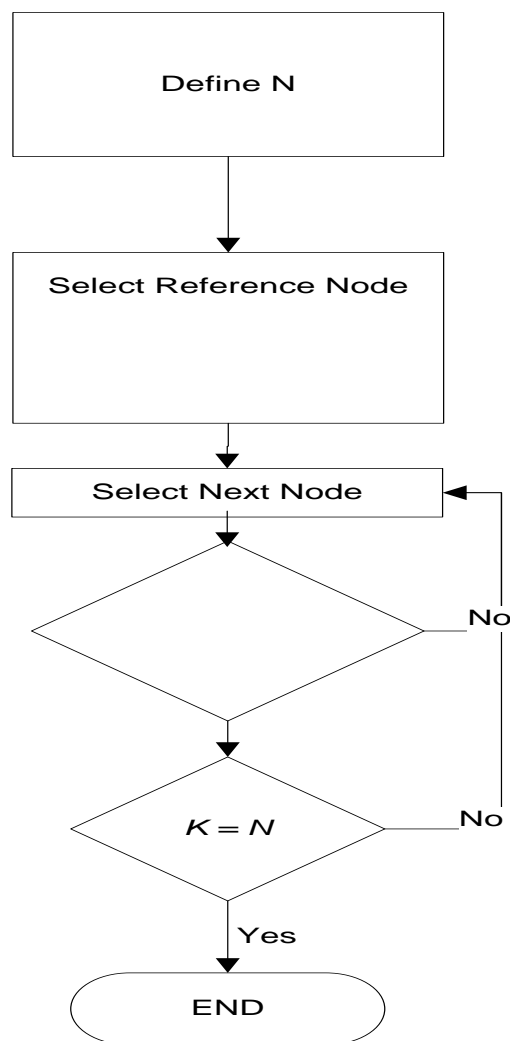 Define N
Select Reference Node
Select Next Node
No
K = N
No
Yes
END